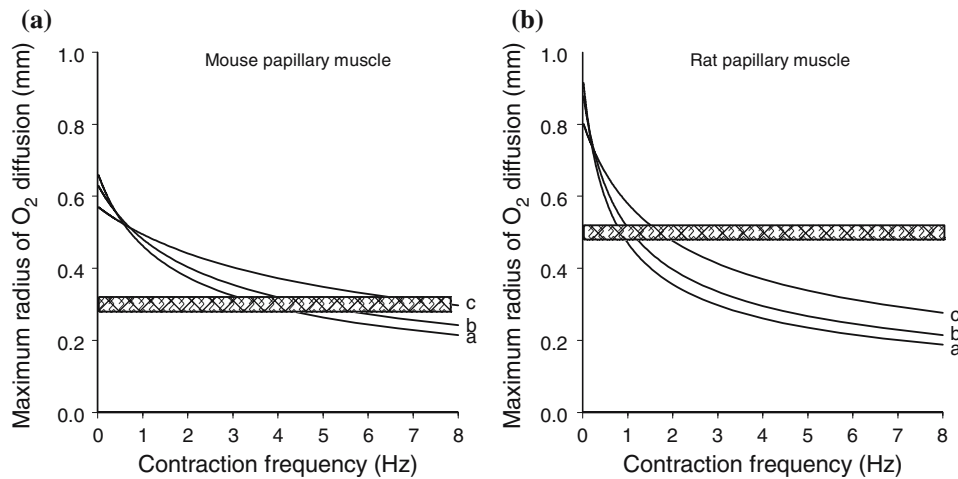 (a)
Mouse papillary muscle
Maximum radius of O2 diffusion (mm)
1.0
0.8
0.6
0.4
0.2
0.0
c
b
a
0 1 2 3 4 5 6 7 8
Contraction frequency (Hz)
(b)
Rat papillary muscle
Maximum radius of O2 diffusion (mm)
1.0
0.8
0.6
0.4
0.2
0.0
c
b
a
0 1 2 3 4 5 6 7 8
Contraction frequency (Hz)